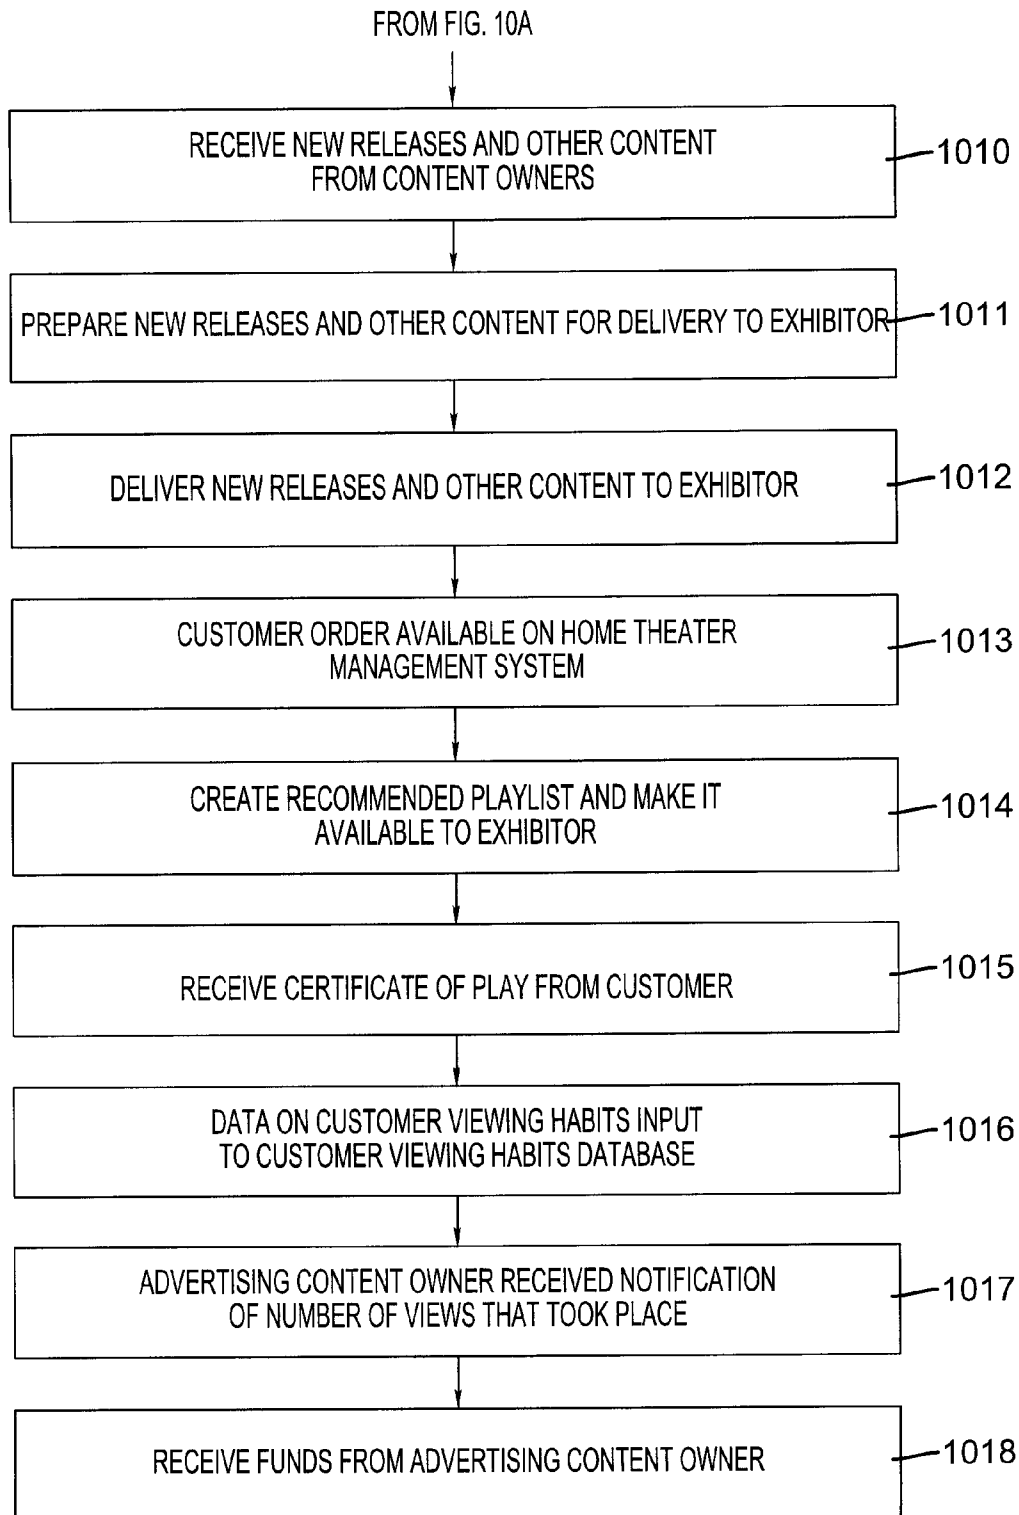 FROM FIG. 10A
RECEIVE NEW RELEASES AND OTHER CONTENT
FROM CONTENT OWNERS
1010
PREPARE NEW RELEASES AND OTHER CONTENT FOR DELIVERY TO EXHIBITOR
1011
DELIVER NEW RELEASES AND OTHER CONTENT TO EXHIBITOR
1012
CUSTOMER ORDER AVAILABLE ON HOME THEATER
MANAGEMENT SYSTEM
1013
CREATE RECOMMENDED PLAYLIST AND MAKE IT
AVAILABLE TO EXHIBITOR
1014
RECEIVE CERTIFICATE OF PLAY FROM CUSTOMER
1015
DATA ON CUSTOMER VIEWING HABITS INPUT
TO CUSTOMER VIEWING HABITS DATABASE
1016
ADVERTISING CONTENT OWNER RECEIVED NOTIFICATION
OF NUMBER OF VIEWS THAT TOOK PLACE
1017
RECEIVE FUNDS FROM ADVERTISING CONTENT OWNER
1018